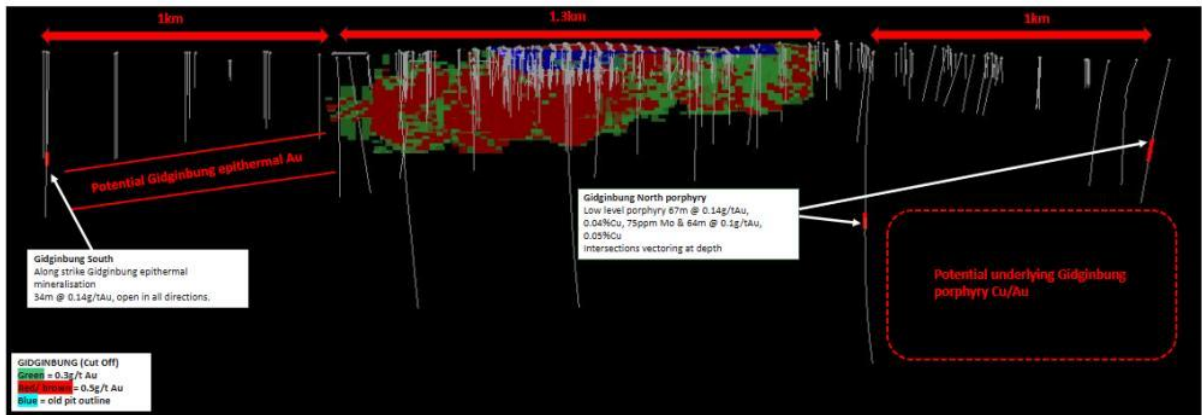 1km
1.3km
1km
Potential Gidginbung epithermal Au
Gidginbung South
Along strike Gidginbung epithermal
mineralisation
34m @ 0.14g/tAu, open in all directions.
Gidginbung North porphyry
Low level porphyry 67m @ 0.14g/tAu,
0.04%Cu, 75ppm Mo & 64m @ 0.1g/tAu,
0.05%Cu
Intersections vectoring at depth
Potential underlying Gidginbung
porphyry Cu/Au
GIDGINBUNG (Cut Off)
Green = 0.3g/t Au
Red/ brown = 0.5g/t Au
Blue = old pit outline